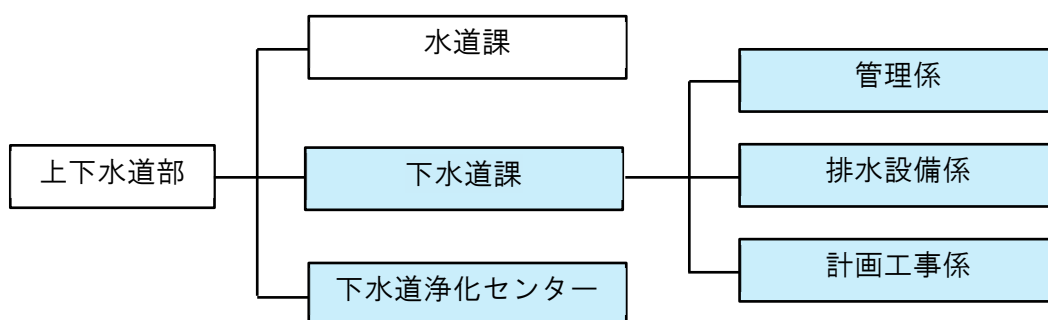 上下水道部
水道課
下水道課
下水道浄化センター
管理係
排水設備係
計画工事係